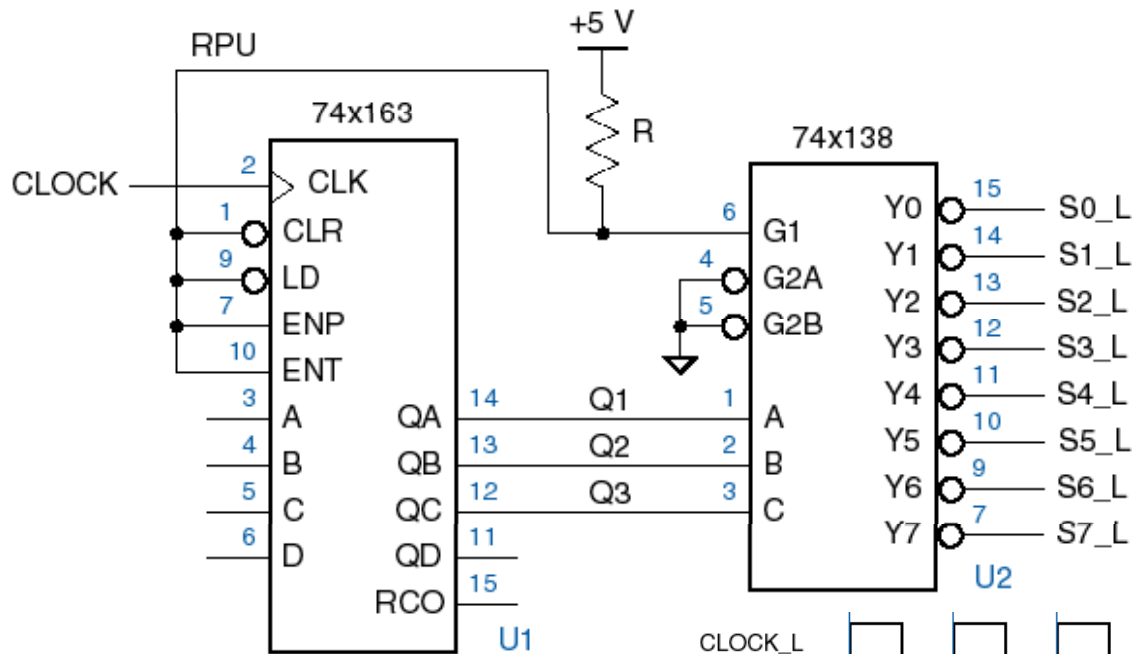 +5 V
RPU
R
74x163
CLOCK
2
CLK
1
CLR
9
LD
7
ENP
10
ENT
3
A
4
B
5
C
6
D
QA
14
QB
13
QC
12
QD
11
RCO
15
U1
Q1
Q2
Q3
74x138
6
G1
4
G2A
5
G2B
1
A
2
B
3
C
Y0
15
S0_L
Y1
14
S1_L
Y2
13
S2_L
Y3
12
S3_L
Y4
11
S4_L
Y5
10
S5_L
Y6
9
S6_L
Y7
7
S7_L
U2
CLOCK_L